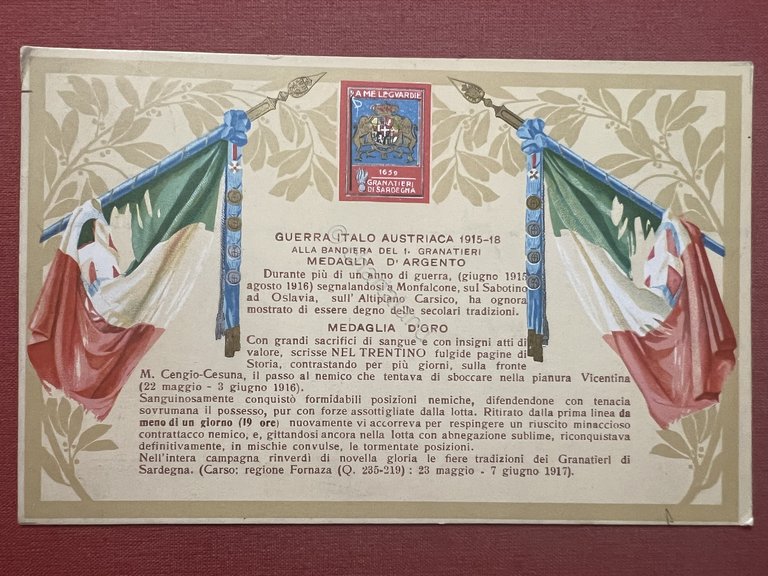 A ME LE GVARDIE
1659
GRANATIERI
DI SARDEGNA
GUERRA ITALO AUSTRIACA 1915-18
ALLA BANDIERA DEL 1. GRANATIERI
MEDAGLIA D'ARGENTO
Durante più di un anno di guerra, (giugno 1915
agosto 1916) segnalandosi a Monfalcone, sul Sabotino
ad Oslavia, sull'Altipiano Carsico, ha ognora
mostrato di essere degno delle secolari tradizioni.
MEDAGLIA D'ORO
Con grandi sacrifici di sangue e con insigni atti di
valore, scrisse NEL TRENTINO fulgide pagine di
Storia, contrastando per più giorni, sulla fronte
M. Cengio-Cesuna, il passo al nemico che tentava di sboccare nella pianura Vicentina
(22 maggio - 3 giugno 1916).
Sanguinosamente conquistò formidabili posizioni nemiche, difendendone con tenacia
sovrumana il possesso, pur con forze assottigliate dalla lotta. Ritirato dalla prima linea da
meno di un giorno (19 ore) nuovamente vi accorreva per respingere un riuscito minaccioso
contrattacco nemico, e, gittandosi ancora nella lotta con abnegazione sublime, riconquistava
definitivamente, in mischie convulse, le tormentate posizioni.
Nell'intera campagna rinverdì di novella gloria le fiere tradizioni dei Granatieri di
Sardegna. (Carso: regione Fornaza (Q. 235-219) : 23 maggio - 7 giugno 1917).